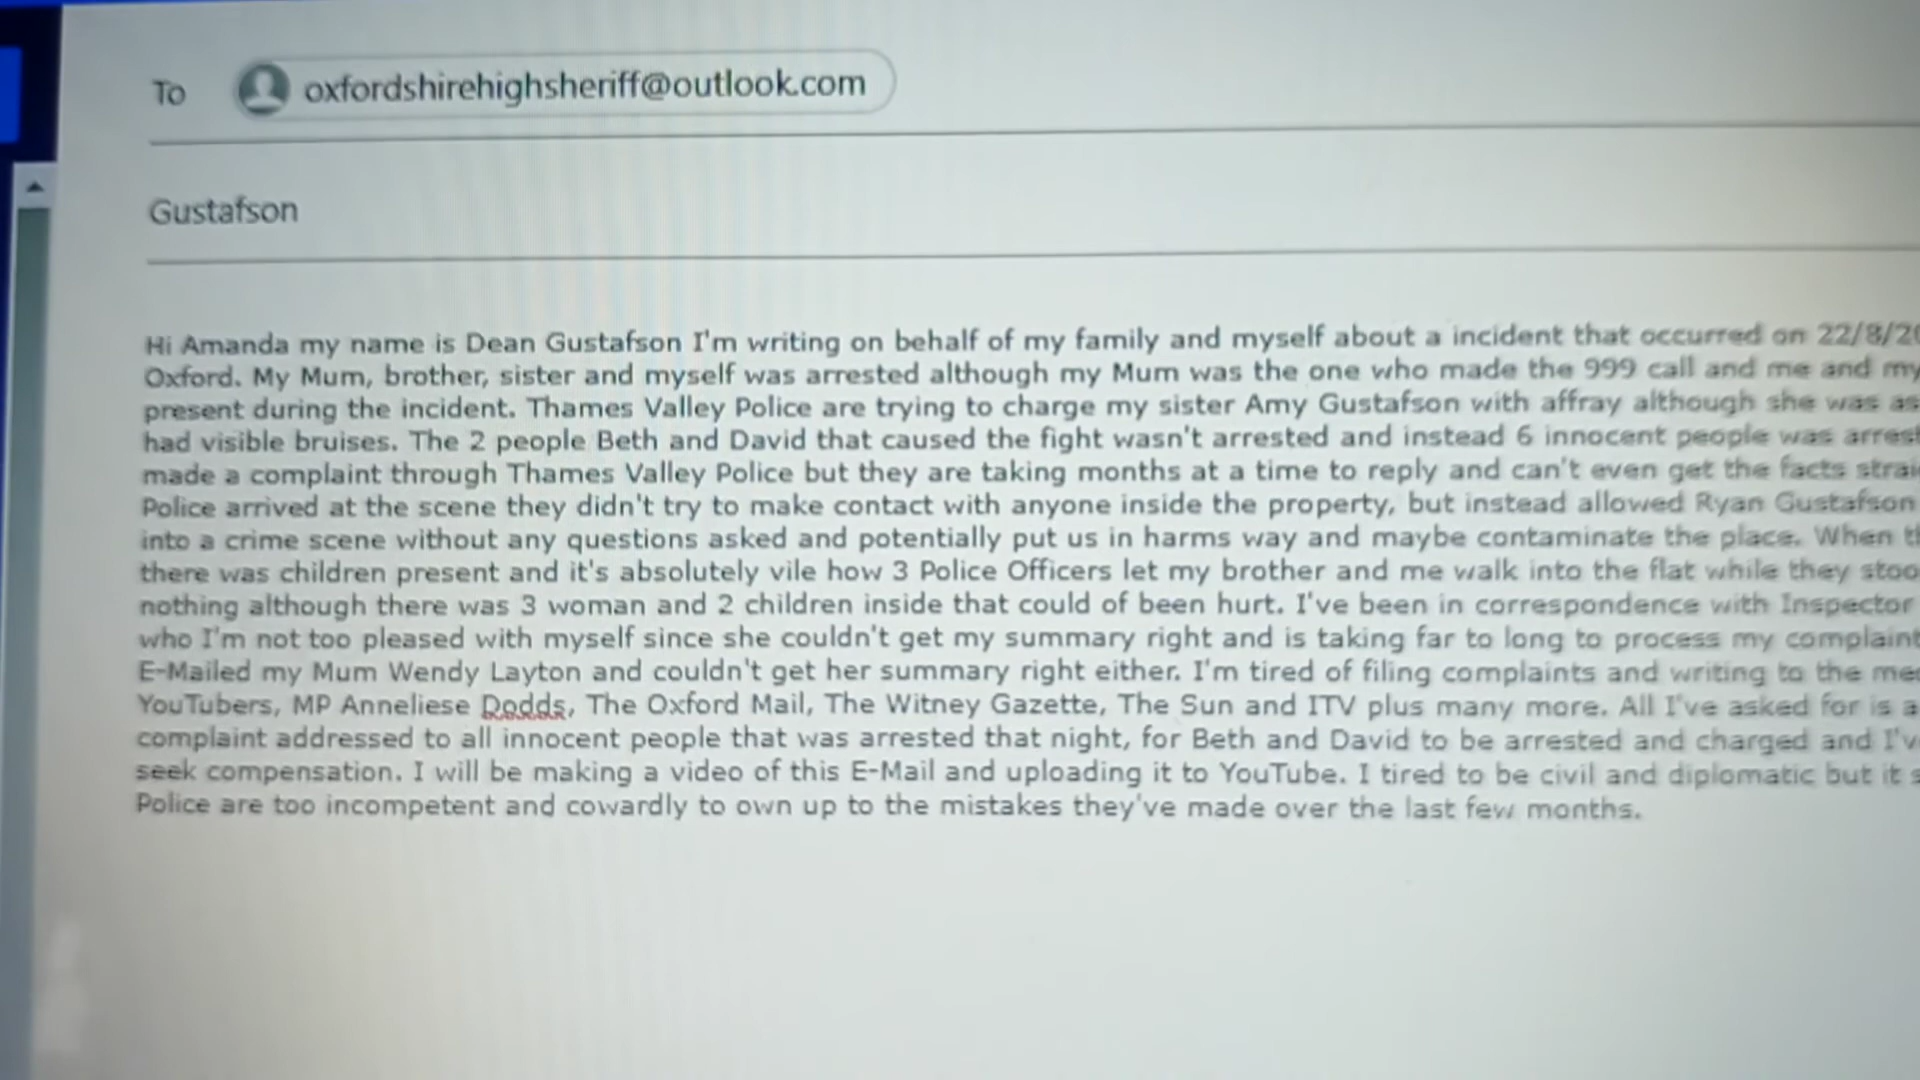 To oxfordshirehighsheriff@outlook.com
Gustafson
Hi Amanda my name is Dean Gustafson I'm writing on behalf of my family and myself about a incident that occurred on 22/8/20
Oxford. My Mum, brother, sister and myself was arrested although my Mum was the one who made the 999 call and me and my
present during the incident. Thames Valley Police are trying to charge my sister Amy Gustafson with affray although she was as
had visible bruises. The 2 people Beth and David that caused the fight wasn't arrested and instead 6 innocent people was arrest
made a complaint through Thames Valley Police but they are taking months at a time to reply and can't even get the facts strai
Police arrived at the scene they didn't try to make contact with anyone inside the property, but instead allowed Ryan Gustafson
into a crime scene without any questions asked and potentially put us in harms way and maybe contaminate the place. When th
there was children present and it's absolutely vile how 3 Police Officers let my brother and me walk into the flat while they stoo
nothing although there was 3 woman and 2 children inside that could of been hurt. I've been in correspondence with Inspector
who I'm not too pleased with myself since she couldn't get my summary right and is taking far to long to process my complaint
E-Mailed my Mum Wendy Layton and couldn't get her summary right either. I'm tired of filing complaints and writing to the med
YouTubers, MP Anneliese Dodds, The Oxford Mail, The Witney Gazette, The Sun and ITV plus many more. All I've asked for is a
complaint addressed to all innocent people that was arrested that night, for Beth and David to be arrested and charged and I've
seek compensation. I will be making a video of this E-Mail and uploading it to YouTube. I tired to be civil and diplomatic but it s
Police are too incompetent and cowardly to own up to the mistakes they've made over the last few months.